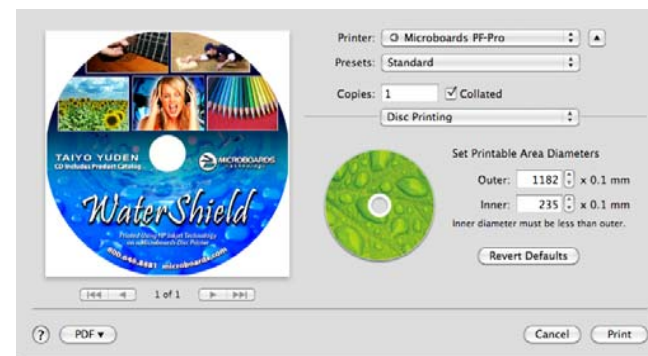 Printer: Microboards PF-Pro
Presets: Standard
Copies: 1 Collated
Disc Printing
TAIYO YUDEN
CD Includes Product Catalog
MICROBOARDS
WaterShield
Printed Using HP Inkjet Technology
on a Microboards Disc Printer
800.646.8881 microboards.com
Set Printable Area Diameters
Outer: 1182 x 0.1 mm
Inner: 235 x 0.1 mm
Inner diameter must be less than outer.
Revert Defaults
1 of 1
? PDF Cancel Print